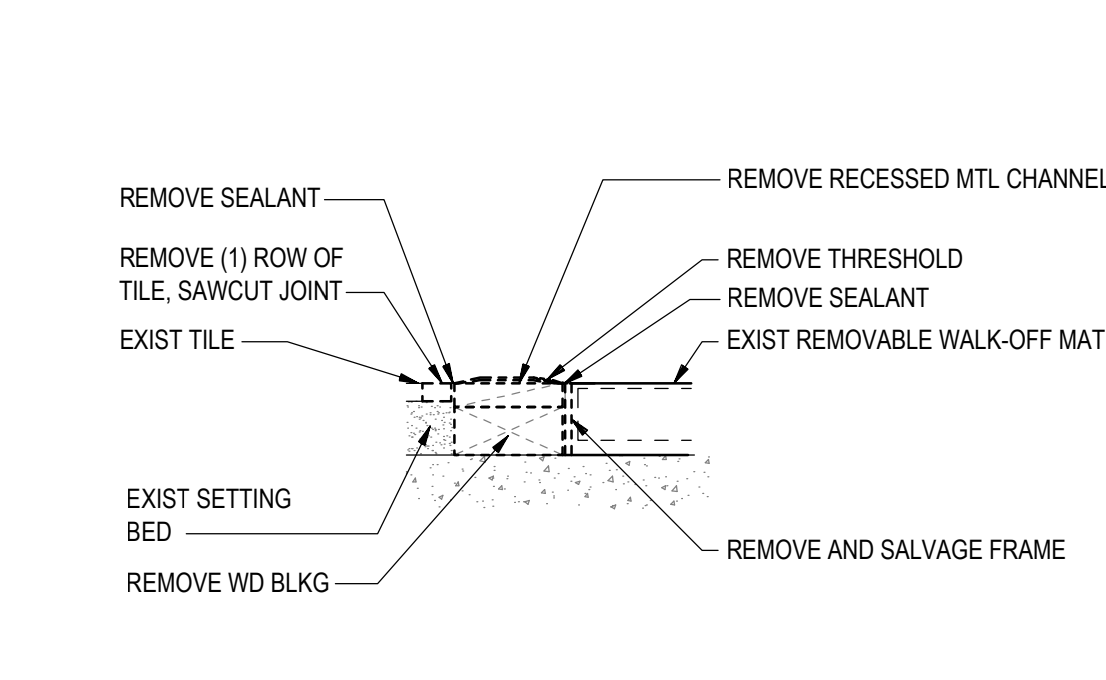 REMOVE SEALANT
REMOVE (1) ROW OF
TILE, SAWCUT JOINT
EXIST TILE
EXIST SETTING
BED
REMOVE WD BLKG
REMOVE RECESSED MTL CHANNEL
REMOVE THRESHOLD
REMOVE SEALANT
EXIST REMOVABLE WALK-OFF MAT
REMOVE AND SALVAGE FRAME